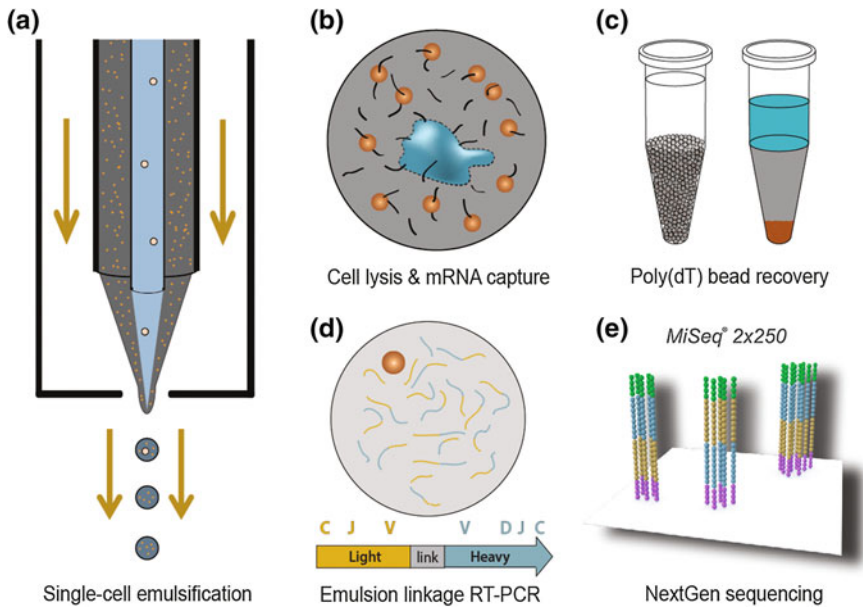 (a)
Single-cell emulsification
(b)
Cell lysis & mRNA capture
(c)
Poly(dT) bead recovery
(d)
C J V V D J C
Light link Heavy
Emulsion linkage RT-PCR
(e)
MiSeq® 2x250
NextGen sequencing